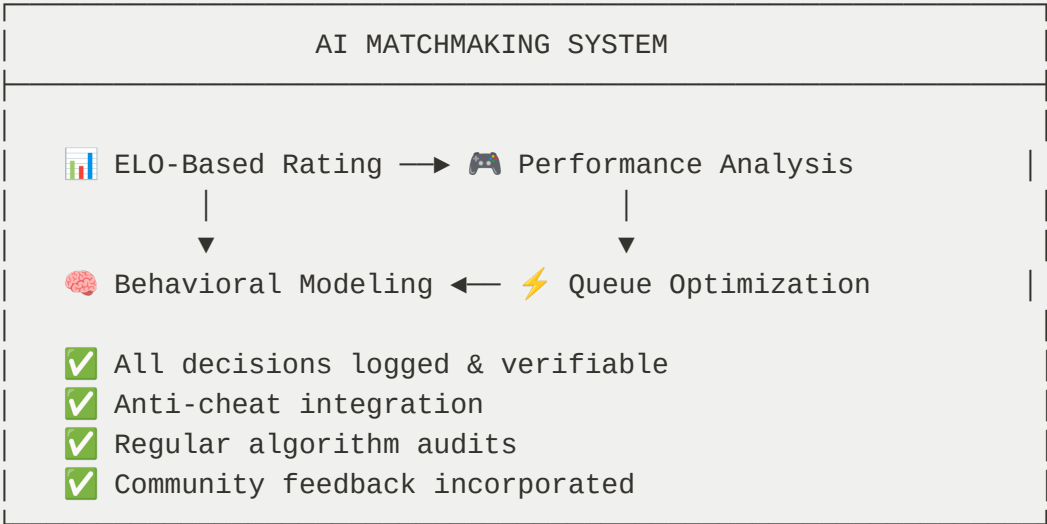 AI MATCHMAKING SYSTEM
📊 ELO-Based Rating ──► 🎮 Performance Analysis
🧠 Behavioral Modeling ◄── ⚡ Queue Optimization
✅ All decisions logged & verifiable
✅ Anti-cheat integration
✅ Regular algorithm audits
✅ Community feedback incorporated